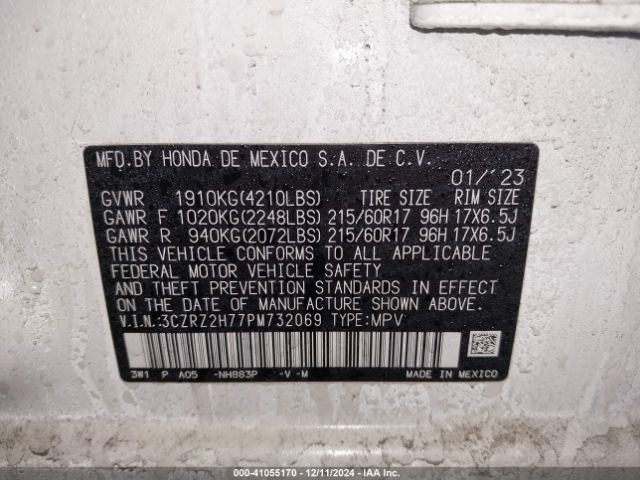 MFD.BY HONDA DE MEXICO S.A. DE C.V.
01/'23
GVWR 1910KG(4210LBS) TIRE SIZE RIM SIZE
GAWR F 1020KG(2248LBS) 215/60R17 96H 17X6.5J
GAWR R 940KG(2072LBS) 215/60R17 96H 17X6.5J
THIS VEHICLE CONFORMS TO ALL APPLICABLE
FEDERAL MOTOR VEHICLE SAFETY
AND THEFT PREVENTION STANDARDS IN EFFECT
ON THE DATE OF MANUFACTURE SHOWN ABOVE.
V.I.N.:3CZRZ2H77PM732069 TYPE:MPV
3W1 P A05 -NH883P -V -M MADE IN MEXICO
000-41055170 • 12/11/2024 • IAA Inc.